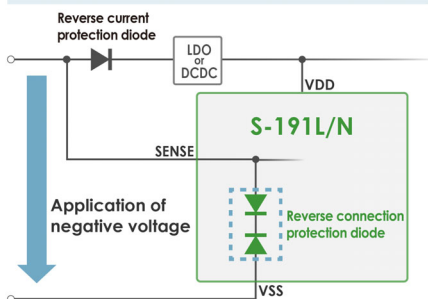 Reverse current
protection diode
LDO
or
DCDC
VDD
S-191L/N
SENSE
Application of
negative voltage
Reverse connection
protection diode
VSS